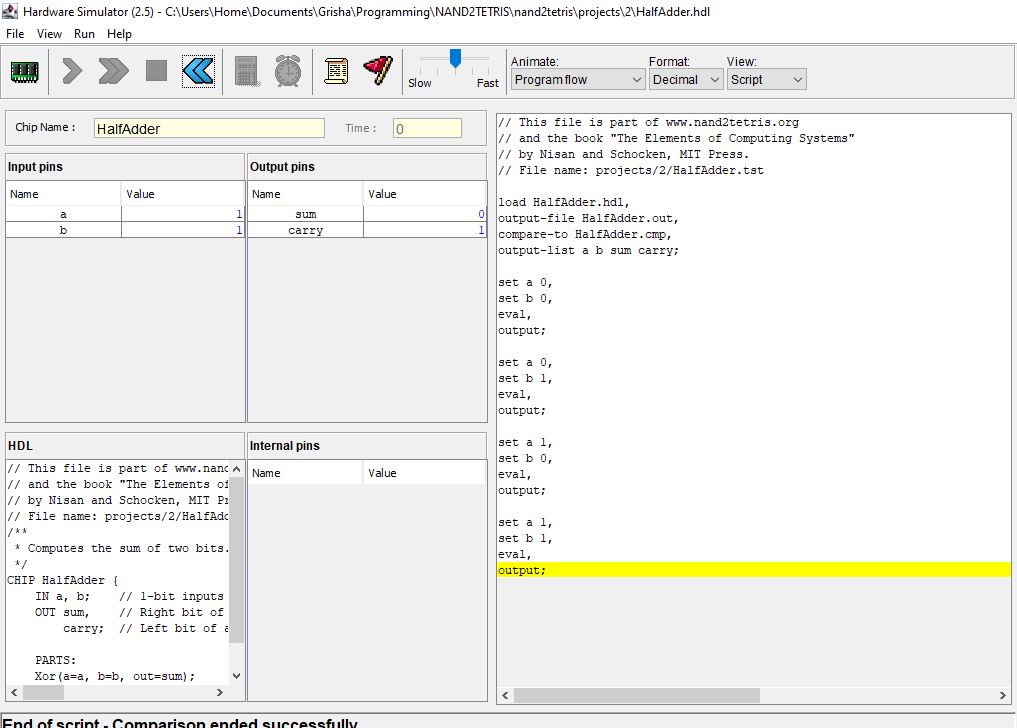 Hardware Simulator (2.5) - C:\Users\Home\Documents\Grisha\Programming\NAND2TETRIS\nand2tetris\projects\2\HalfAdder.hdl
File View Run Help
Slow Fast
Animate: Format: View:
Program flow Decimal Script
Chip Name : HalfAdder Time : 0
Input pins
Name Value
a 1
b 1
Output pins
Name Value
sum 0
carry 1
HDL
// This file is part of www.nand
// and the book "The Elements of
// by Nisan and Schocken, MIT Pr
// File name: projects/2/HalfAdd
/**
* Computes the sum of two bits.
*/
CHIP HalfAdder {
IN a, b; // 1-bit inputs
OUT sum, // Right bit of
carry; // Left bit of a
PARTS:
Xor(a=a, b=b, out=sum);
Internal pins
Name Value
// This file is part of www.nand2tetris.org
// and the book "The Elements of Computing Systems"
// by Nisan and Schocken, MIT Press.
// File name: projects/2/HalfAdder.tst
load HalfAdder.hdl,
output-file HalfAdder.out,
compare-to HalfAdder.cmp,
output-list a b sum carry;
set a 0,
set b 0,
eval,
output;
set a 0,
set b 1,
eval,
output;
set a 1,
set b 0,
eval,
output;
set a 1,
set b 1,
eval,
output;
End of script - Comparison ended successfully